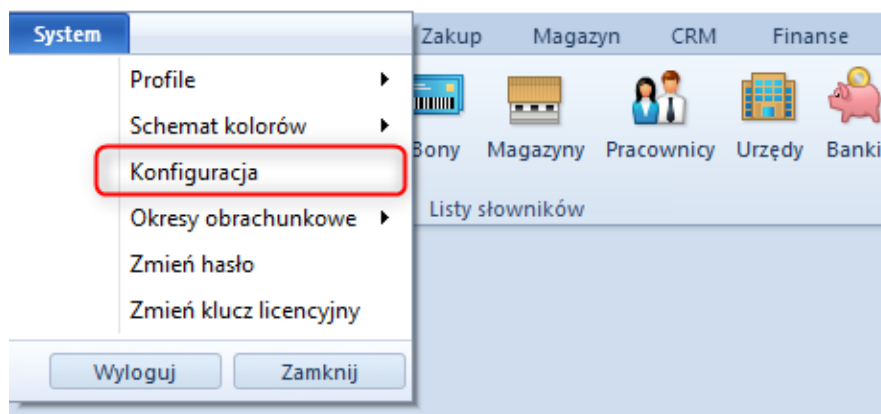 System
Zakup Magazyn CRM Finanse
Profile
Schemat kolorów
Konfiguracja
Okresy obrachunkowe
Zmień hasło
Zmień klucz licencyjny
Wyloguj Zamknij
Bony Magazyny Pracownicy Urzędy Banki
Listy słowników